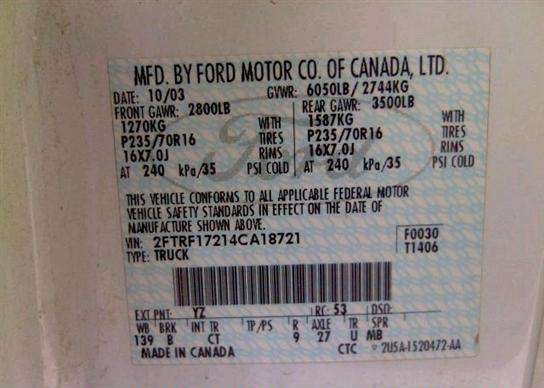 MFD. BY FORD MOTOR CO. OF CANADA, LTD.
DATE: 10/03 GVWR: 6050LB/ 2744KG
FRONT GAWR: 2800LB REAR GAWR: 3500LB
1270KG WITH 1587KG WITH
P235/70R16 TIRES P235/70R16 TIRES
16X7.0J RIMS 16X7.0J RIMS
AT 240 kPa/35 PSI COLD AT 240 kPa/35 PSI COLD
THIS VEHICLE CONFORMS TO ALL APPLICABLE FEDERAL MOTOR
VEHICLE SAFETY STANDARDS IN EFFECT ON THE DATE OF
MANUFACTURE SHOWN ABOVE.
VIN: 2FTRF17214CA18721 F0030
TYPE: TRUCK T1406
EXT PNT: YZ RC: 53 DSO:
WB BRK INT TR TP/PS R AXLE TR SPR
139 B CT 9 27 U MB
MADE IN CANADA CTC 2U5A-1520472-AA
Ford